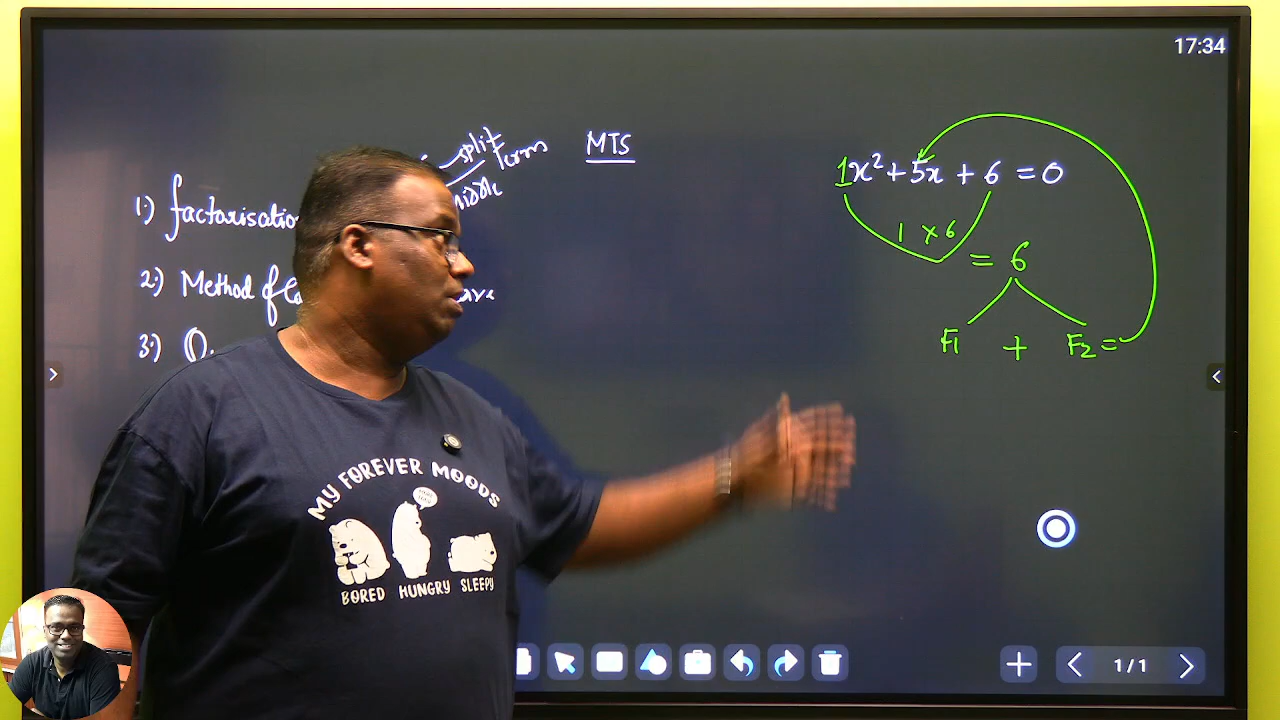 17:34
split
Term
MTS
middle
1.) factorisation
2.) Method of
3.)
1x²+5x + 6 = 0
1 × 6
= 6
F1 + F2 =
MY FOREVER MOODS
BORED HUNGRY SLEEPY
1/1